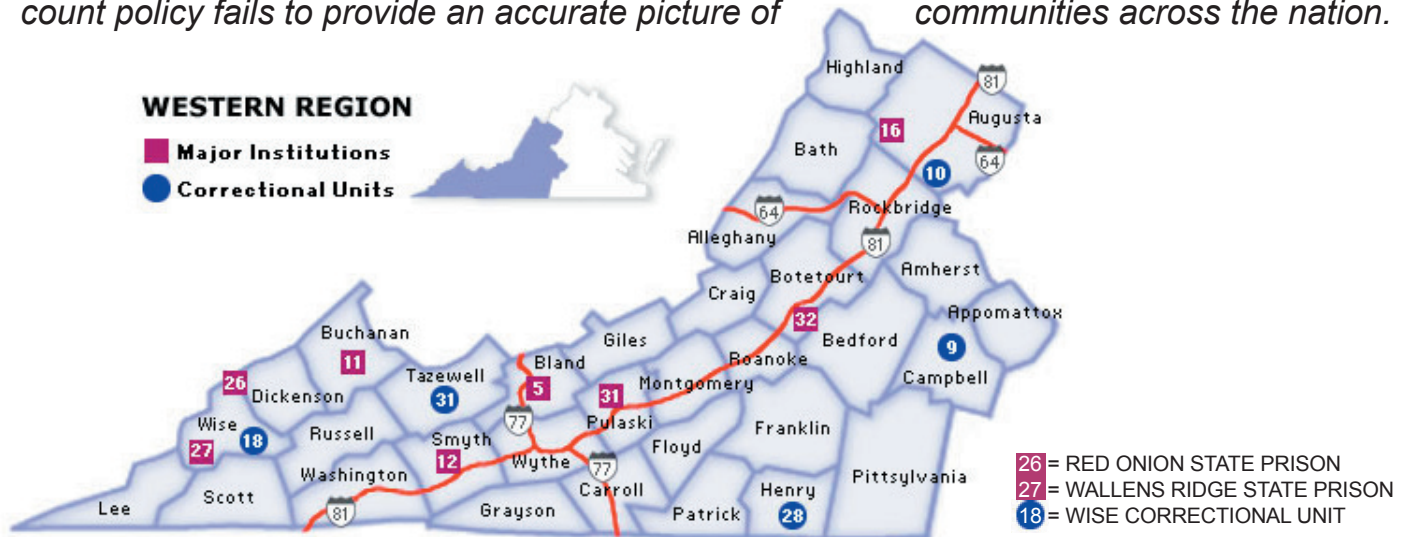 count policy fails to provide an accurate picture of
communities across the nation.
WESTERN REGION
Major Institutions
Correctional Units
Highland
81
Augusta
16
Bath
64
10
64
Rockbridge
Alleghany
81
Amherst
Botetourt
Craig
Appomattox
32
Buchanan
Giles
Bedford
9
11
Bland
Roanoke
Tazewell
Campbell
26
5
31
Montgomery
Dickenson
31
77
Pulaski
Wise
18
Russell
Smyth
Franklin
27
12
Wythe
Floyd
77
Washington
Pittsylvania
Scott
Carroll
Henry
Lee
81
Grayson
Patrick
28
26 = RED ONION STATE PRISON
27 = WALLENS RIDGE STATE PRISON
18 = WISE CORRECTIONAL UNIT